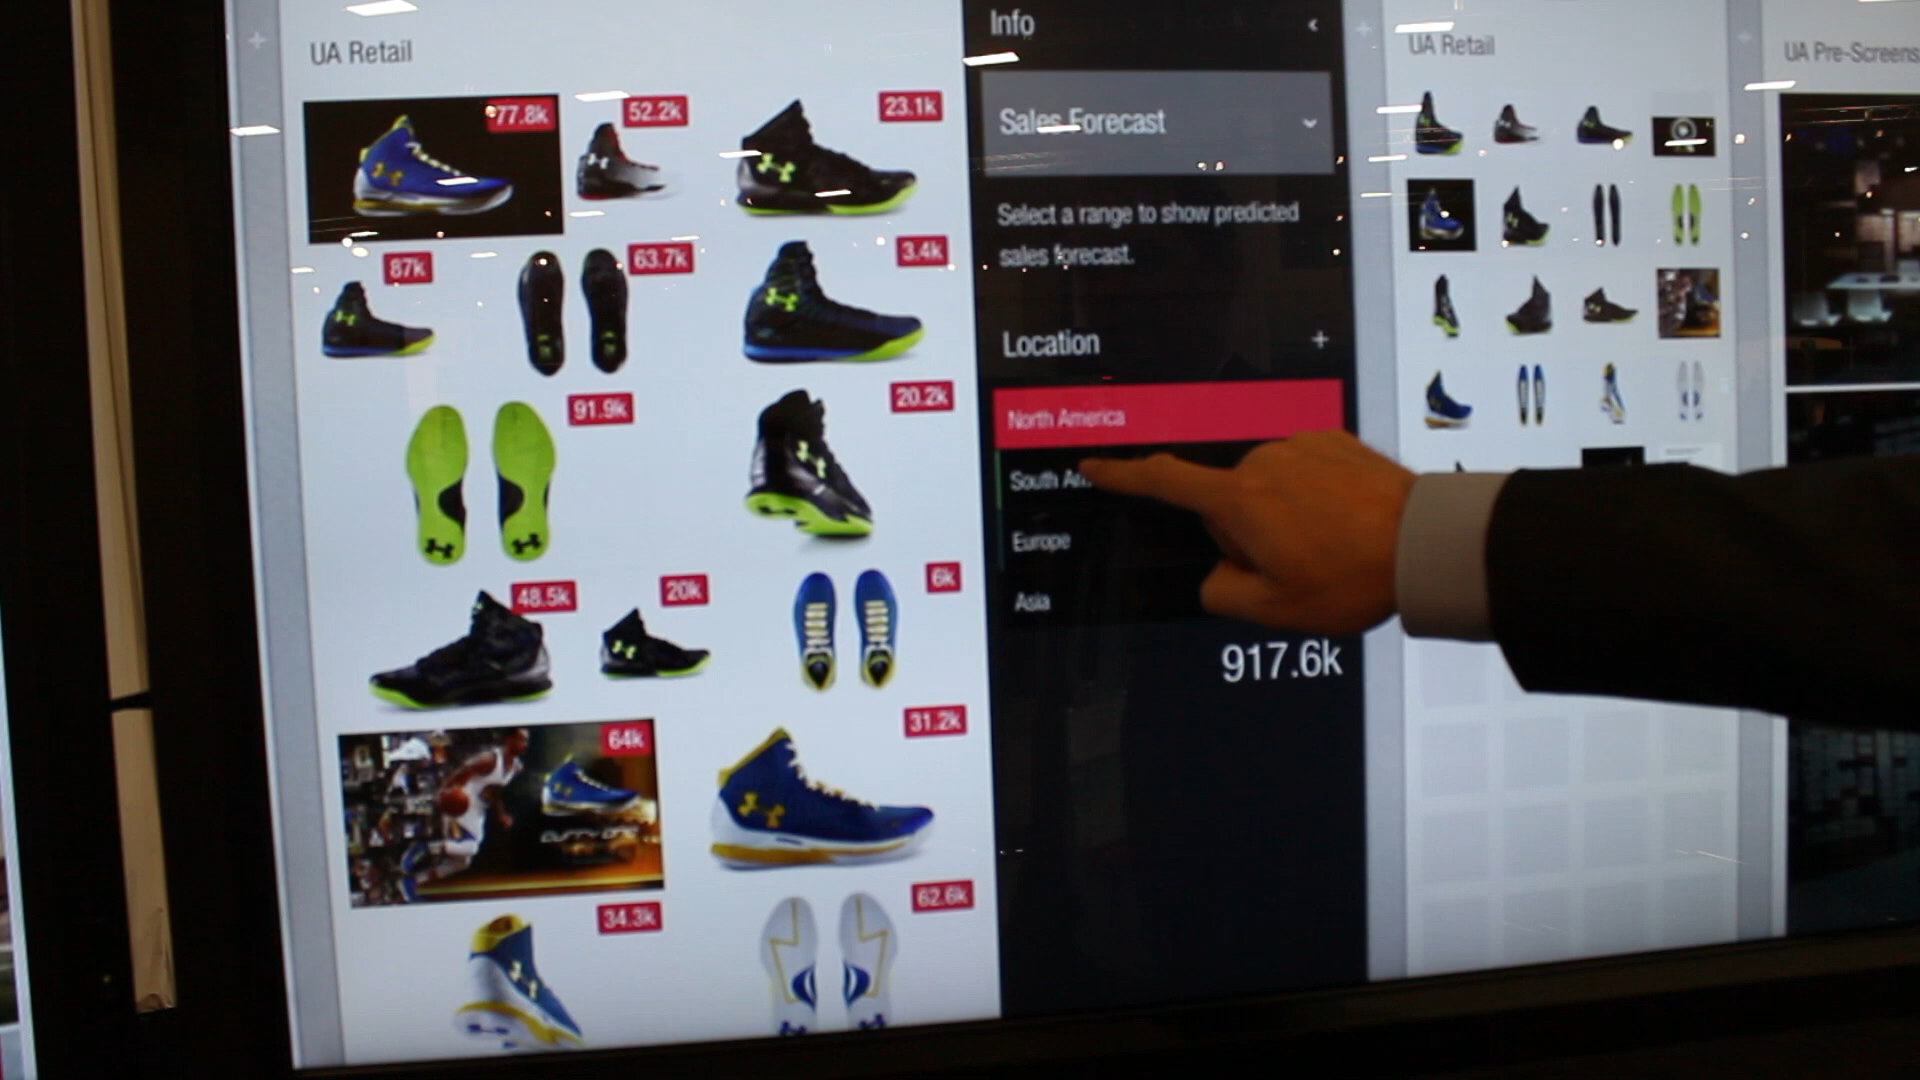 UA Retail
77.8k
52.2k
23.1k
87k
63.7k
3.4k
91.9k
20.2k
48.5k
20k
6k
64k
31.2k
34.3k
62.6k
Info
Sales Forecast
Select a range to show predicted
sales forecast.
Location +
North America
South Am
Europe
Asia
917.6k
UA Retail
UA Pre-Screens